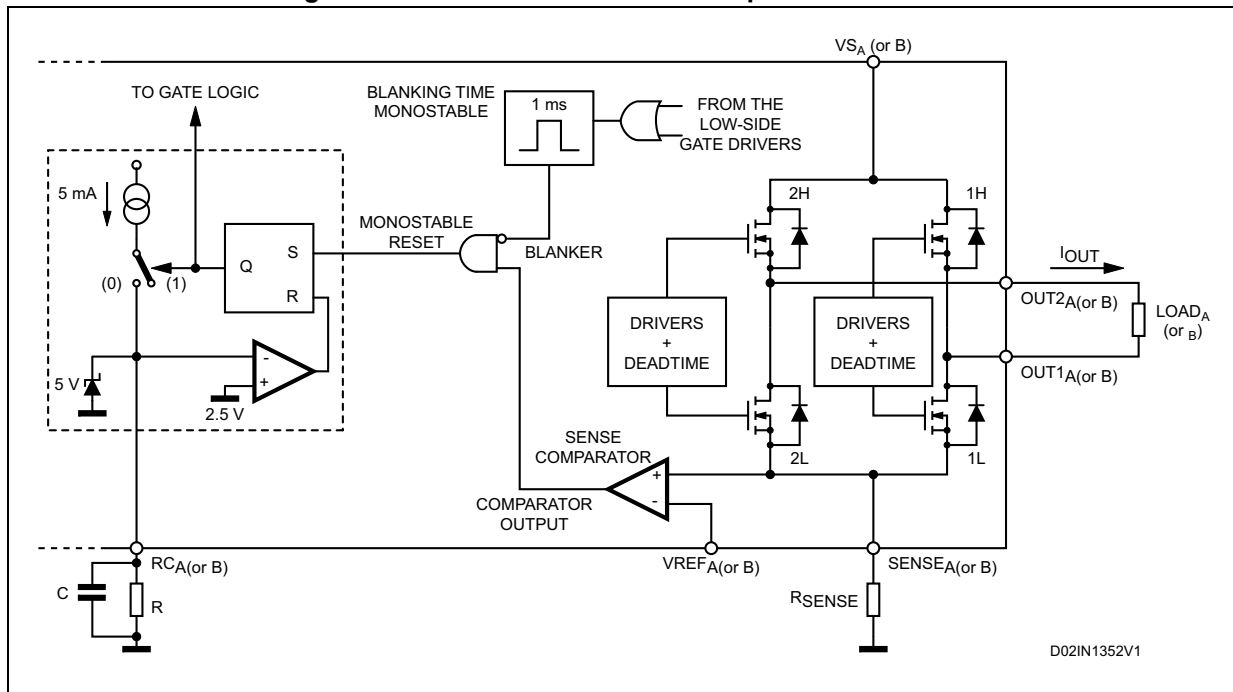 VSA (or B)
TO GATE LOGIC
BLANKING TIME
MONOSTABLE
1 ms
FROM THE
LOW-SIDE
GATE DRIVERS
5 mA
2H
1H
MONOSTABLE
RESET
BLANKER
IOUT
Q
S
R
(0)
(1)
OUT2A(or B)
LOADA
(or B)
DRIVERS
+
DEADTIME
DRIVERS
+
DEADTIME
OUT1A(or B)
5 V
-
+
2.5 V
SENSE
COMPARATOR
2L
1L
+
-
COMPARATOR
OUTPUT
RCA(or B)
VREFA(or B)
SENSEA(or B)
C
R
RSENSE
D02IN1352V1